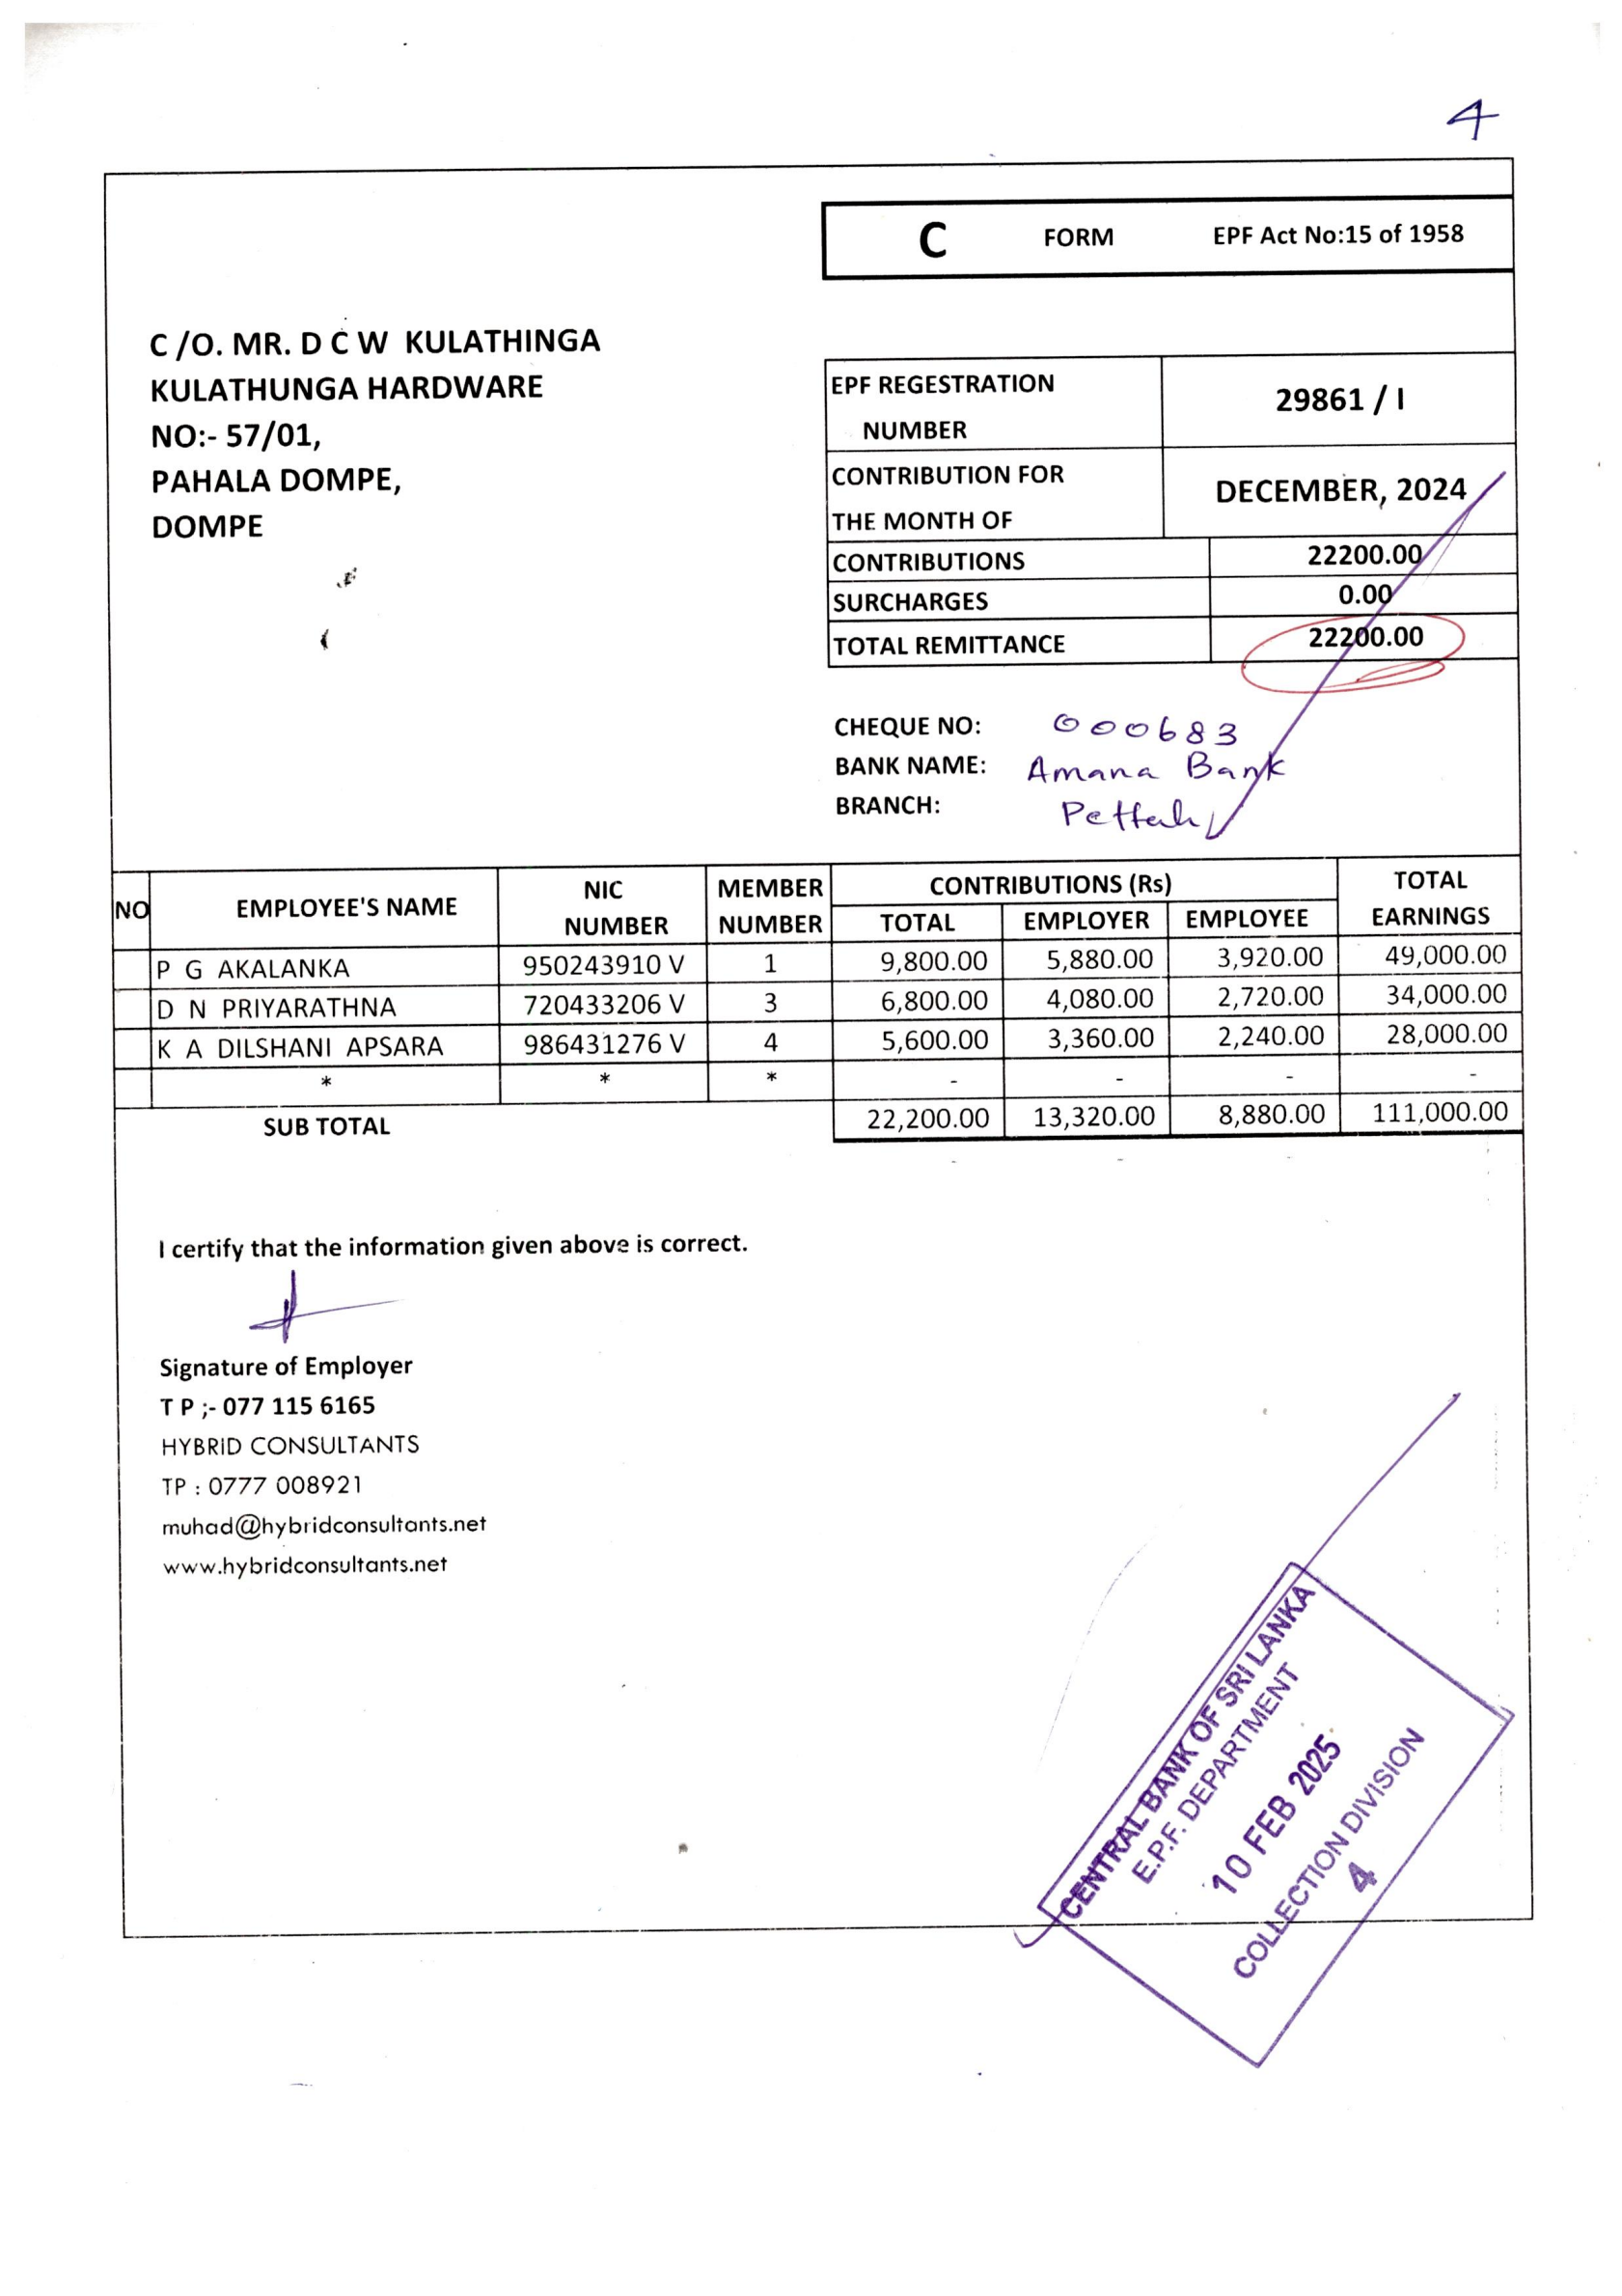 4
C FORM EPF Act No:15 of 1958
C /O. MR. D C W KULATHINGA
KULATHUNGA HARDWARE
NO:- 57/01,
PAHALA DOMPE,
DOMPE
EPF REGESTRATION NUMBER 29861 / I
CONTRIBUTION FOR THE MONTH OF DECEMBER, 2024
CONTRIBUTIONS 22200.00
SURCHARGES 0.00
TOTAL REMITTANCE 22200.00
CHEQUE NO: 000683
BANK NAME: Amana Bank
BRANCH: Pettah
NO EMPLOYEE'S NAME NIC NUMBER MEMBER NUMBER CONTRIBUTIONS (Rs) TOTAL EARNINGS
TOTAL EMPLOYER EMPLOYEE
P G AKALANKA 950243910 V 1 9,800.00 5,880.00 3,920.00 49,000.00
D N PRIYARATHNA 720433206 V 3 6,800.00 4,080.00 2,720.00 34,000.00
K A DILSHANI APSARA 986431276 V 4 5,600.00 3,360.00 2,240.00 28,000.00
* * * - - - -
SUB TOTAL 22,200.00 13,320.00 8,880.00 111,000.00
- -
I certify that the information given above is correct.
Signature of Employer
T P ;- 077 115 6165
HYBRID CONSULTANTS
TP : 0777 008921
muhad@hybridconsultants.net
www.hybridconsultants.net
CENTRAL BANK OF SRI LANKA
E.P.F. DEPARTMENT
10 FEB 2025
COLLECTION DIVISION
4